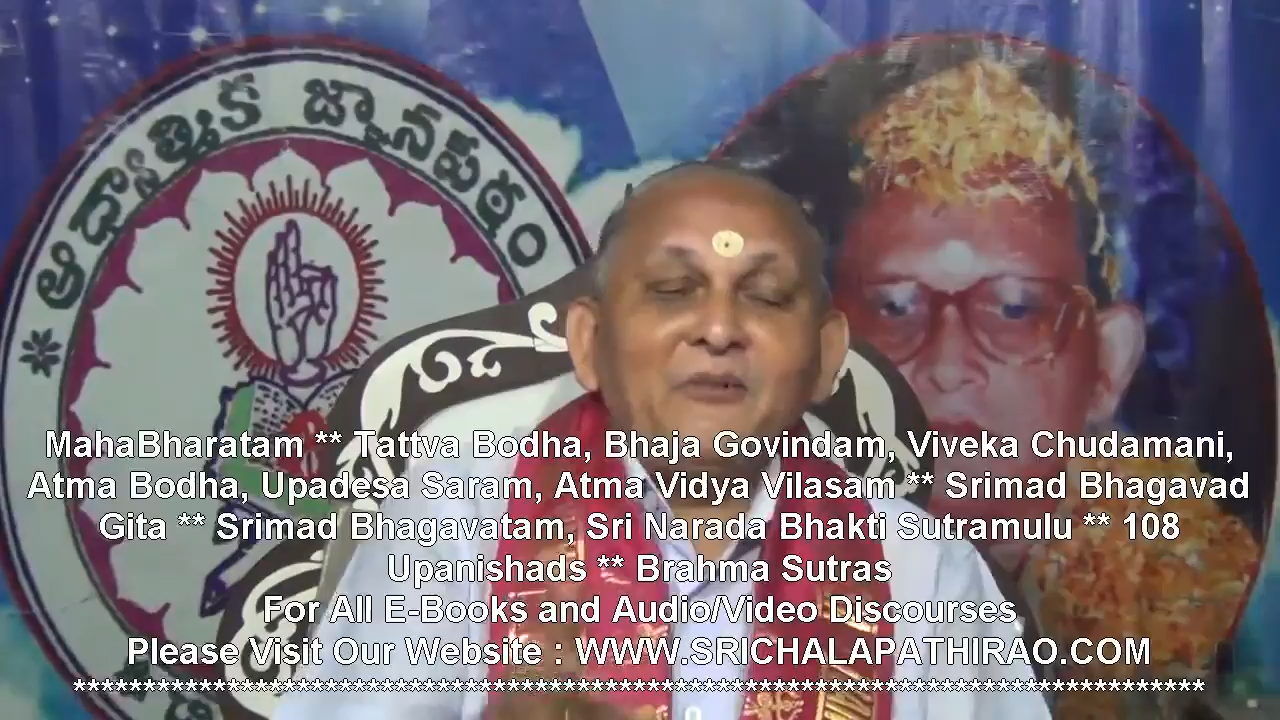 * ఆధ్యాత్మిక జ్ఞానపథం
MahaBharatam ** Tattva Bodha, Bhaja Govindam, Viveka Chudamani,
Atma Bodha, Upadesa Saram, Atma Vidya Vilasam ** Srimad Bhagavad
Gita ** Srimad Bhagavatam, Sri Narada Bhakti Sutramulu ** 108
Upanishads ** Brahma Sutras
For All E-Books and Audio/Video Discourses
Please Visit Our Website : WWW.SRICHALAPATHIRAO.COM
*********************************************************************************